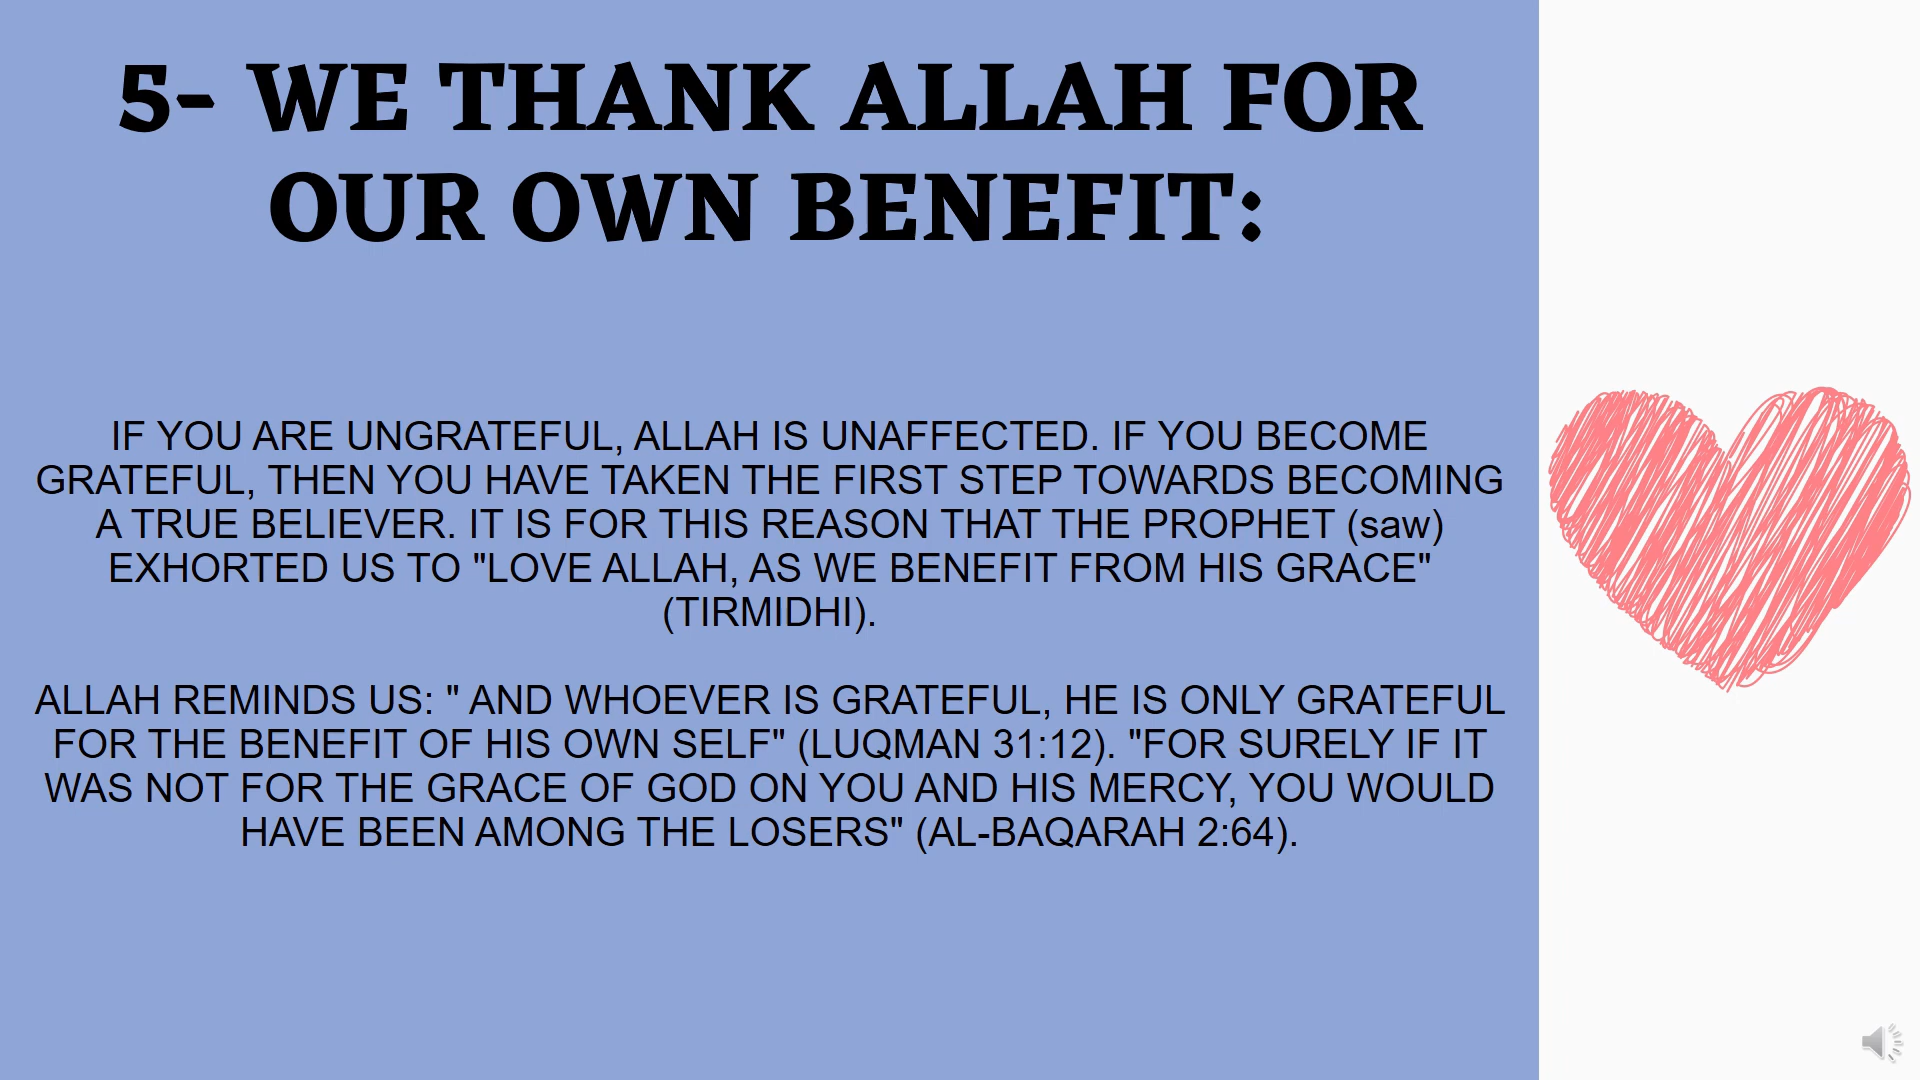 5- WE THANK ALLAH FOR
OUR OWN BENEFIT:
IF YOU ARE UNGRATEFUL, ALLAH IS UNAFFECTED. IF YOU BECOME
GRATEFUL, THEN YOU HAVE TAKEN THE FIRST STEP TOWARDS BECOMING
A TRUE BELIEVER. IT IS FOR THIS REASON THAT THE PROPHET (saw)
EXHORTED US TO "LOVE ALLAH, AS WE BENEFIT FROM HIS GRACE"
(TIRMIDHI).
ALLAH REMINDS US: " AND WHOEVER IS GRATEFUL, HE IS ONLY GRATEFUL
FOR THE BENEFIT OF HIS OWN SELF" (LUQMAN 31:12). "FOR SURELY IF IT
WAS NOT FOR THE GRACE OF GOD ON YOU AND HIS MERCY, YOU WOULD
HAVE BEEN AMONG THE LOSERS" (AL-BAQARAH 2:64).